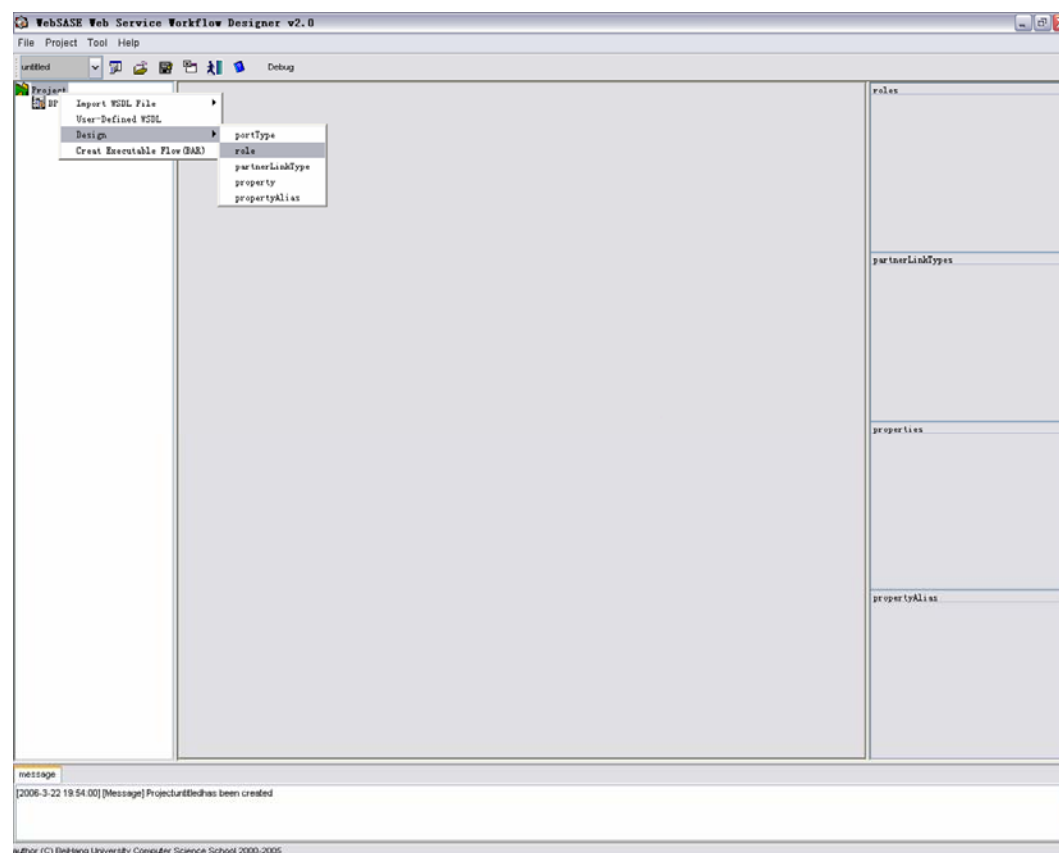 WebSASE Web Service Workflow Designer v2.0
File Project Tool Help
untitled Debug
Project
BP
Import WSDL File
User-Defined WSDL
Design
Creat Executable Flow(BAR)
portType
role
partnerLinkType
property
propertyAlias
roles
partnerLinkTypes
properties
propertyAlias
message
[2006-3-22 19:54:00] [Message] Projectuntitledhas been created
author (C) BeiHang University Computer Science School 2000-2005